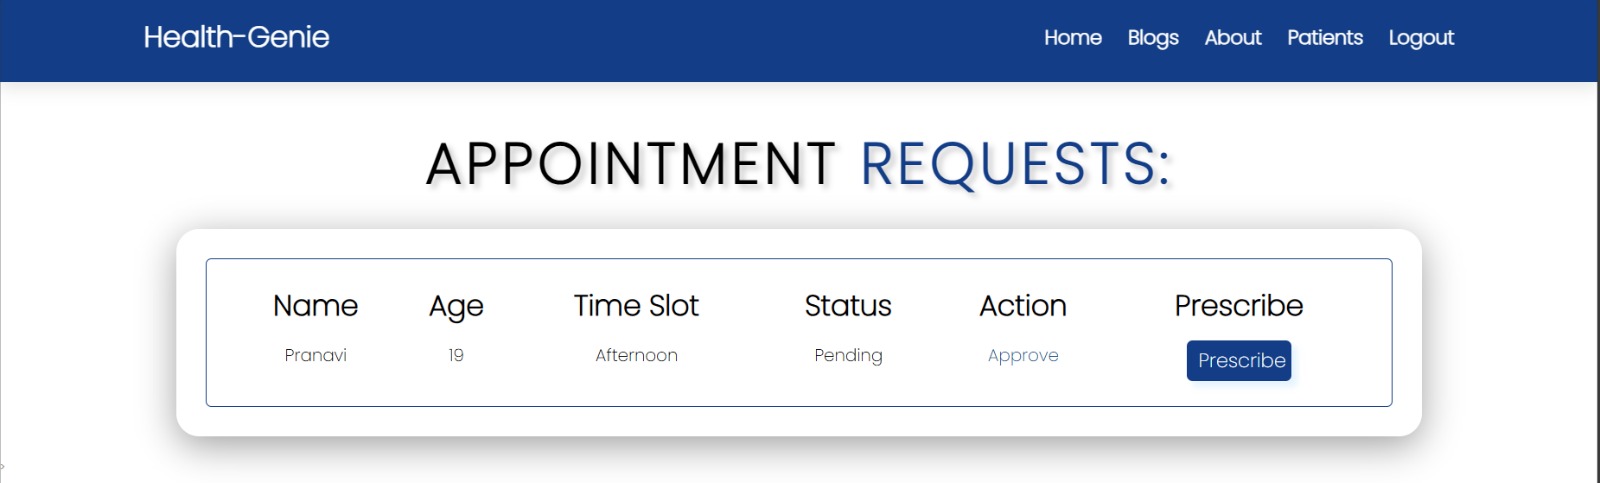 Health-Genie Home Blogs About Patients Logout
APPOINTMENT REQUESTS:
Name Age Time Slot Status Action Prescribe
Pranavi 19 Afternoon Pending Approve Prescribe
>